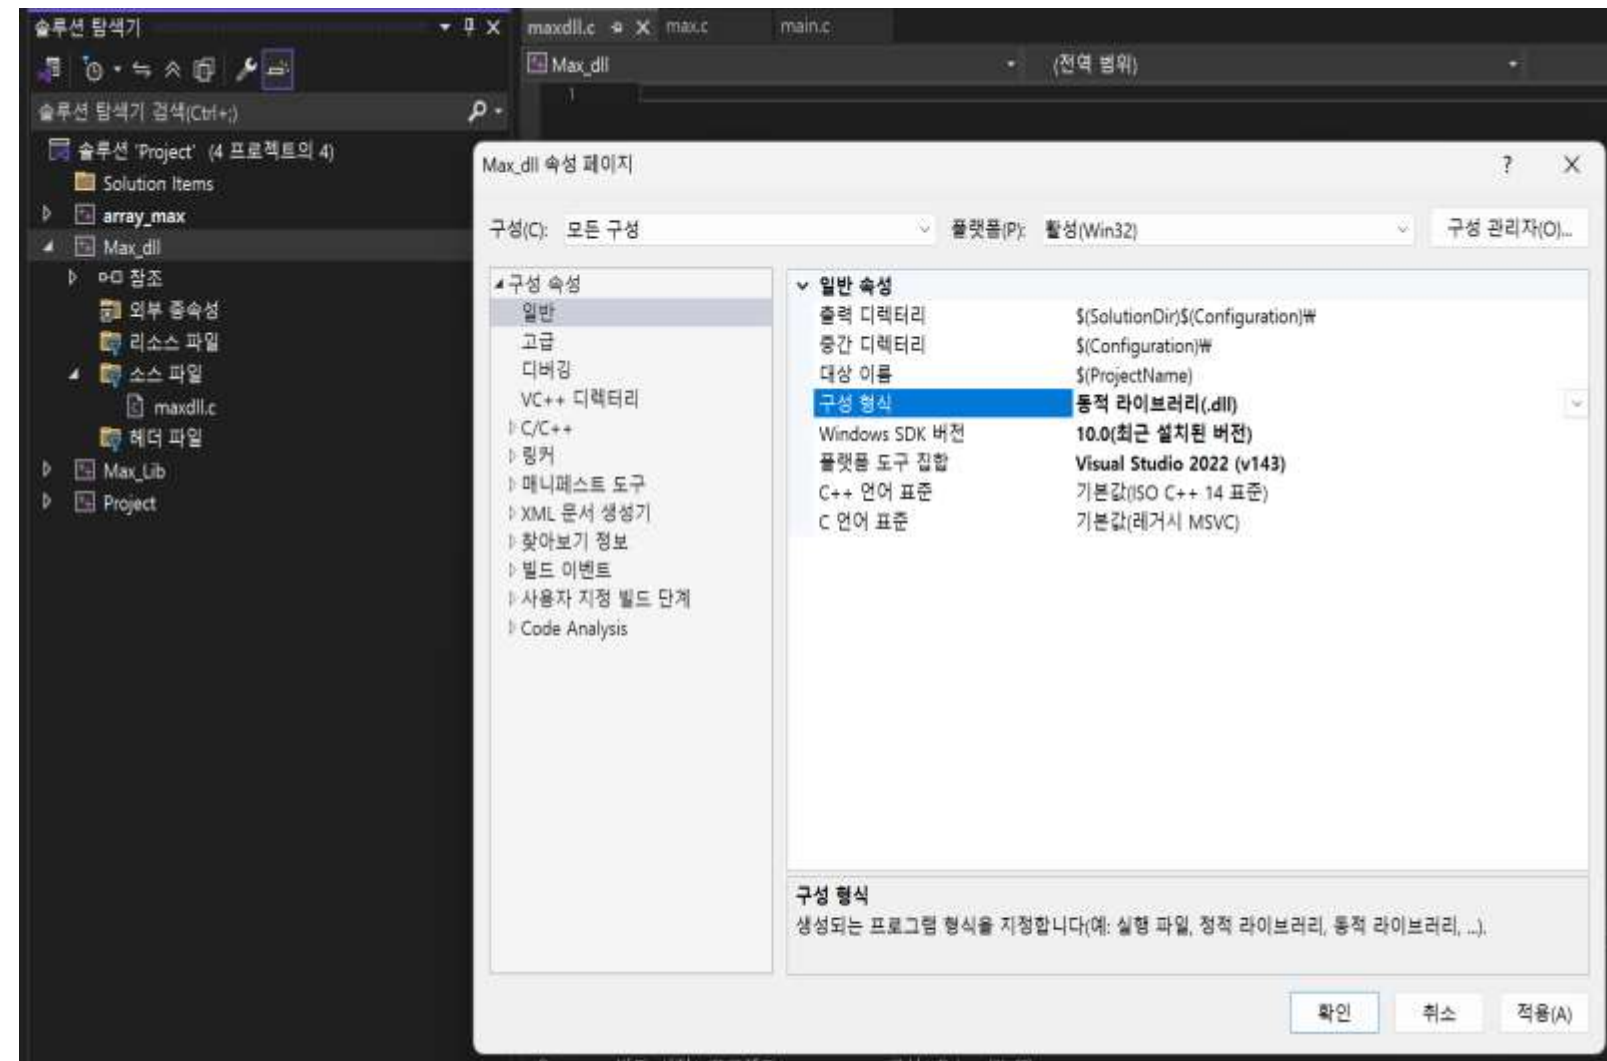 솔루션 탐색기
maxdll.c max.c main.c
Max_dll (전역 범위)
1
솔루션 탐색기 검색(Ctrl+;)
솔루션 'Project' (4 프로젝트의 4)
Solution Items
array_max
Max_dll
참조
외부 종속성
리소스 파일
소스 파일
maxdll.c
헤더 파일
Max_Lib
Project
Max_dll 속성 페이지
? X
구성(C): 모든 구성 플랫폼(P): 활성(Win32) 구성 관리자(O)...
구성 속성
일반
고급
디버깅
VC++ 디렉터리
C/C++
링커
매니페스트 도구
XML 문서 생성기
찾아보기 정보
빌드 이벤트
사용자 지정 빌드 단계
Code Analysis
일반 속성
출력 디렉터리 $(SolutionDir)$(Configuration)₩
중간 디렉터리 $(Configuration)₩
대상 이름 $(ProjectName)
구성 형식 동적 라이브러리(.dll)
Windows SDK 버전 10.0(최근 설치된 버전)
플랫폼 도구 집합 Visual Studio 2022 (v143)
C++ 언어 표준 기본값(ISO C++ 14 표준)
C 언어 표준 기본값(레거시 MSVC)
구성 형식
생성되는 프로그램 형식을 지정합니다(예: 실행 파일, 정적 라이브러리, 동적 라이브러리, ...).
확인 취소 적용(A)